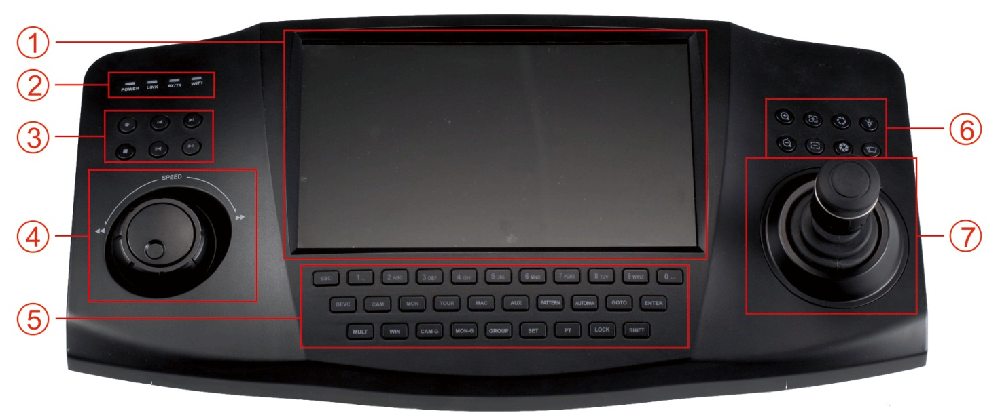 1
2
POWER LINK RX/TX WIFI
3
6
SPEED
4
7
ESC 1., 2 ABC 3 DEF 4 GHI 5 JKL 6 MNO 7 PQRS 8 TUV 9 WXYZ 0
5
DEVC CAM MON TOUR MAC AUX PATTERN AUTOPAN GOTO ENTER
MULT WIN CAM-G MON-G GROUP SET PT LOCK SHIFT